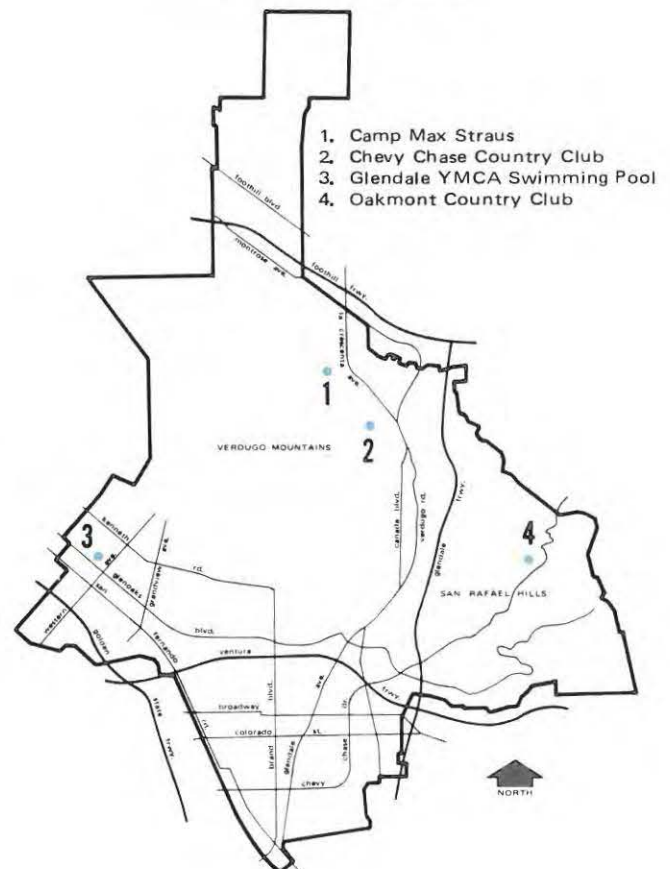 1. Camp Max Straus
2. Chevy Chase Country Club
3. Glendale YMCA Swimming Pool
4. Oakmont Country Club
foothill blvd.
montrose ave.
foothill frwy.
la crescenta ave.
1
2
VERDUGO MOUNTAINS
canada blvd.
verdugo rd.
glendale frwy.
3
4
kenneth rd.
western ave.
glenoaks blvd.
glenview ave.
SAN RAFAEL HILLS
san fernando rd.
golden state frwy.
ventura frwy.
brand blvd.
glendale ave.
broadway
colorado st.
chevy chase dr.
NORTH